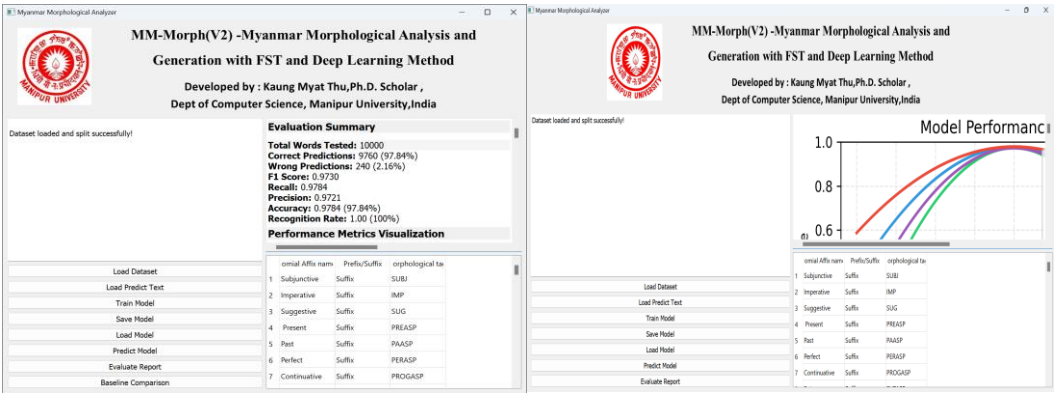 Myanmar Morphological Analyzer
MM-Morph(V2) -Myanmar Morphological Analysis and
Generation with FST and Deep Learning Method
Developed by : Kaung Myat Thu,Ph.D. Scholar ,
Dept of Computer Science, Manipur University,India
MANIPUR UNIVERSITY
Dataset loaded and split successfully!
Evaluation Summary
Total Words Tested: 10000
Correct Predictions: 9760 (97.84%)
Wrong Predictions: 240 (2.16%)
F1 Score: 0.9730
Recall: 0.9784
Precision: 0.9721
Accuracy: 0.9784 (97.84%)
Recognition Rate: 1.00 (100%)
Performance Metrics Visualization
Load Dataset
Load Predict Text
Train Model
Save Model
Load Model
Predict Model
Evaluate Report
Baseline Comparison
omial Affix name Prefix/Suffix orphological ta
1 Subjunctive Suffix SUBJ
2 Imperative Suffix IMP
3 Suggestive Suffix SUG
4 Present Suffix PREASP
5 Past Suffix PAASP
6 Perfect Suffix PERASP
7 Continuative Suffix PROGASP
Myanmar Morphological Analyzer
MM-Morph(V2) -Myanmar Morphological Analysis and
Generation with FST and Deep Learning Method
Developed by : Kaung Myat Thu,Ph.D. Scholar ,
Dept of Computer Science, Manipur University,India
MANIPUR UNIVERSITY
Dataset loaded and split successfully!
Model Performanc
1.0
0.8
0.6
Load Dataset
Load Predict Text
Train Model
Save Model
Load Model
Predict Model
Evaluate Report
omial Affix name Prefix/Suffix orphological ta
1 Subjunctive Suffix SUBJ
2 Imperative Suffix IMP
3 Suggestive Suffix SUG
4 Present Suffix PREASP
5 Past Suffix PAASP
6 Perfect Suffix PERASP
7 Continuative Suffix PROGASP